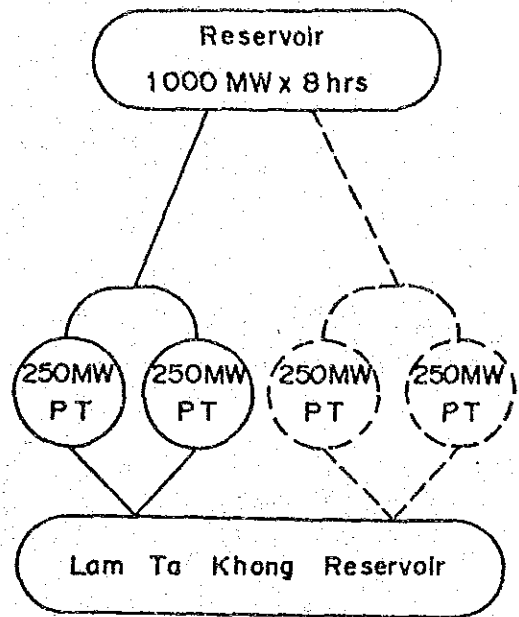 Reservoir
1000 MW x 8 hrs
250MW
PT
250MW
PT
250MW
PT
250MW
PT
Lam Ta Khong Reservoir